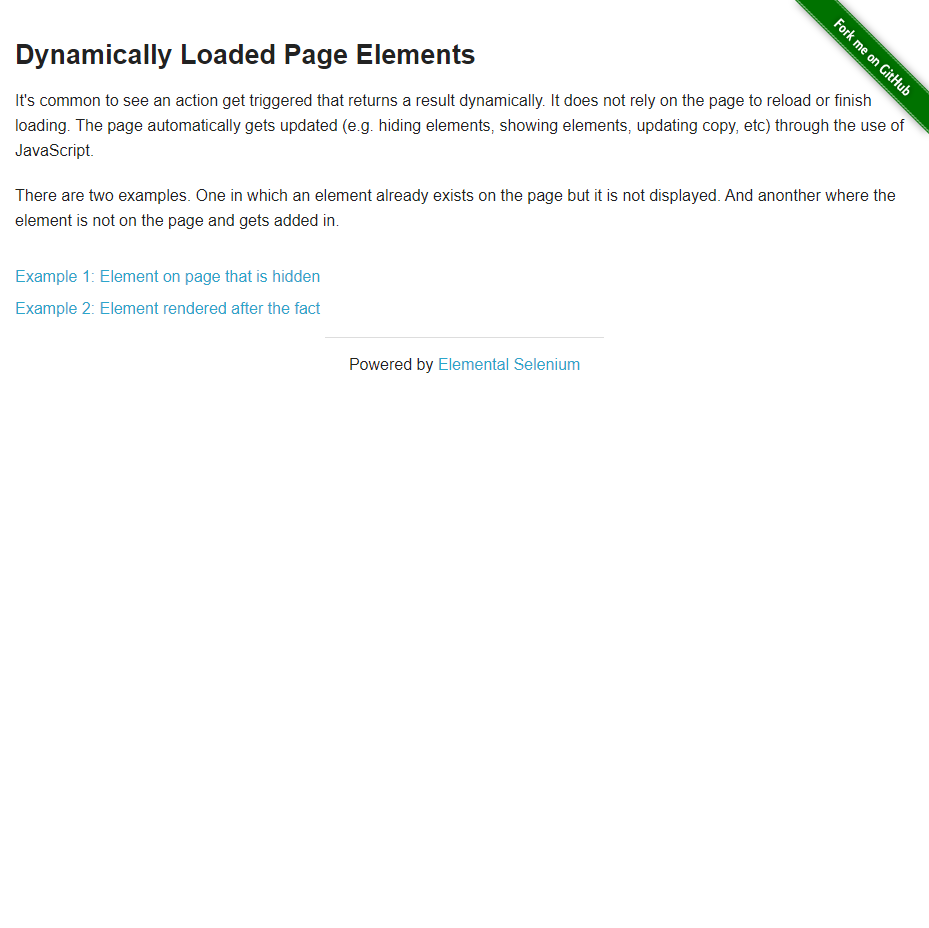 Fork me on GitHub
Dynamically Loaded Page Elements
It's common to see an action get triggered that returns a result dynamically. It does not rely on the page to reload or finish
loading. The page automatically gets updated (e.g. hiding elements, showing elements, updating copy, etc) through the use of
JavaScript.
There are two examples. One in which an element already exists on the page but it is not displayed. And anonther where the
element is not on the page and gets added in.
Example 1: Element on page that is hidden
Example 2: Element rendered after the fact
Powered by Elemental Selenium